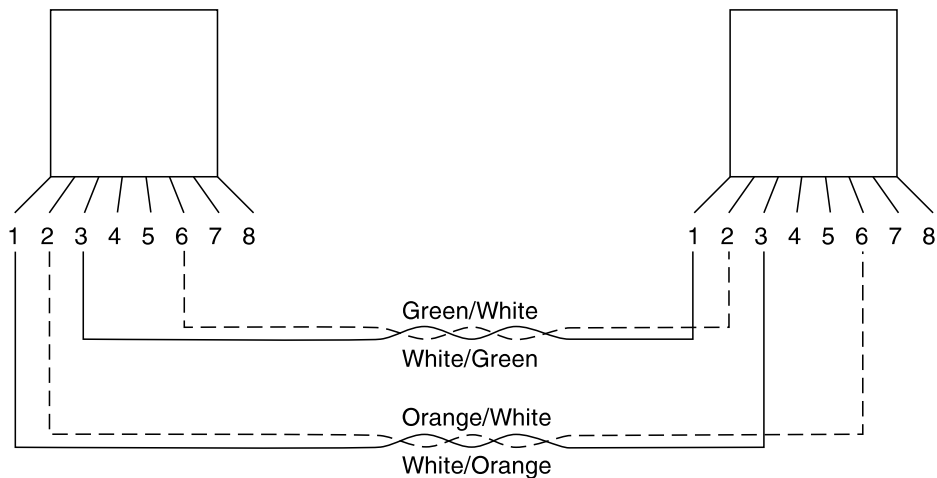 1 2 3 4 5 6 7 8 1 2 3 4 5 6 7 8
Green/White
White/Green
Orange/White
White/Orange